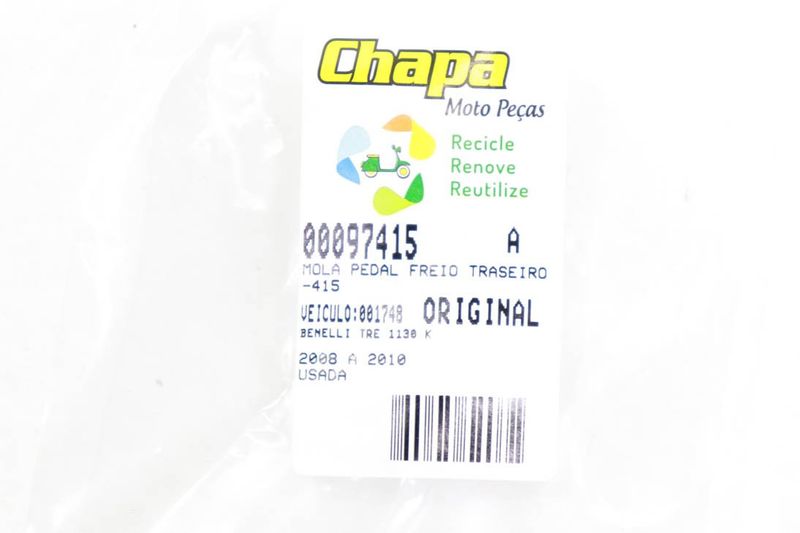 Chapa
Moto Peças
Recicle
Renove
Reutilize
00097415 A
MOLA PEDAL FREIO TRASEIRO
-415
VEICULO:001748 ORIGINAL
BENELLI TRE 1130 K
2008 A 2010
USADA